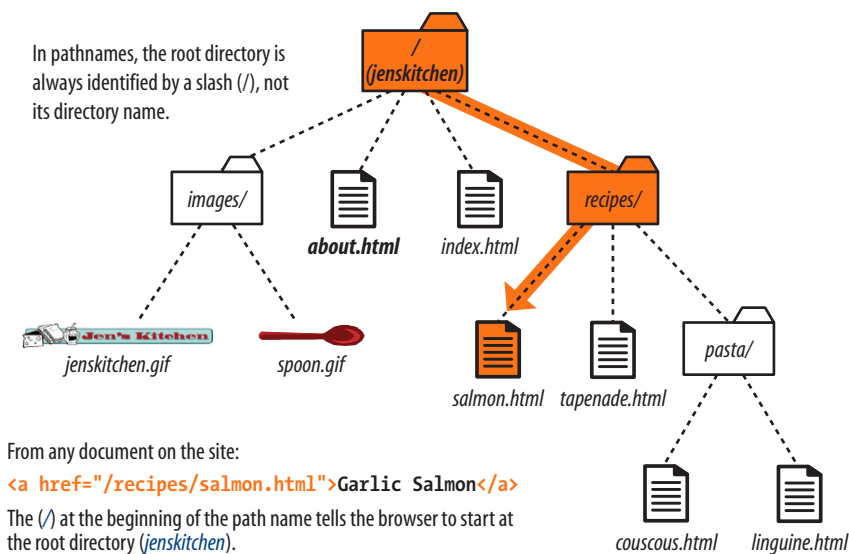 In pathnames, the root directory is
always identified by a slash (/), not
its directory name.
/
(jenskitchen)
images/
about.html
index.html
recipes/
Jen's Kitchen
jenskitchen.gif
spoon.gif
salmon.html
tapenade.html
pasta/
couscous.html
linguine.html
From any document on the site:
<a href="/recipes/salmon.html">Garlic Salmon</a>
The (/) at the beginning of the path name tells the browser to start at
the root directory (jenskitchen).